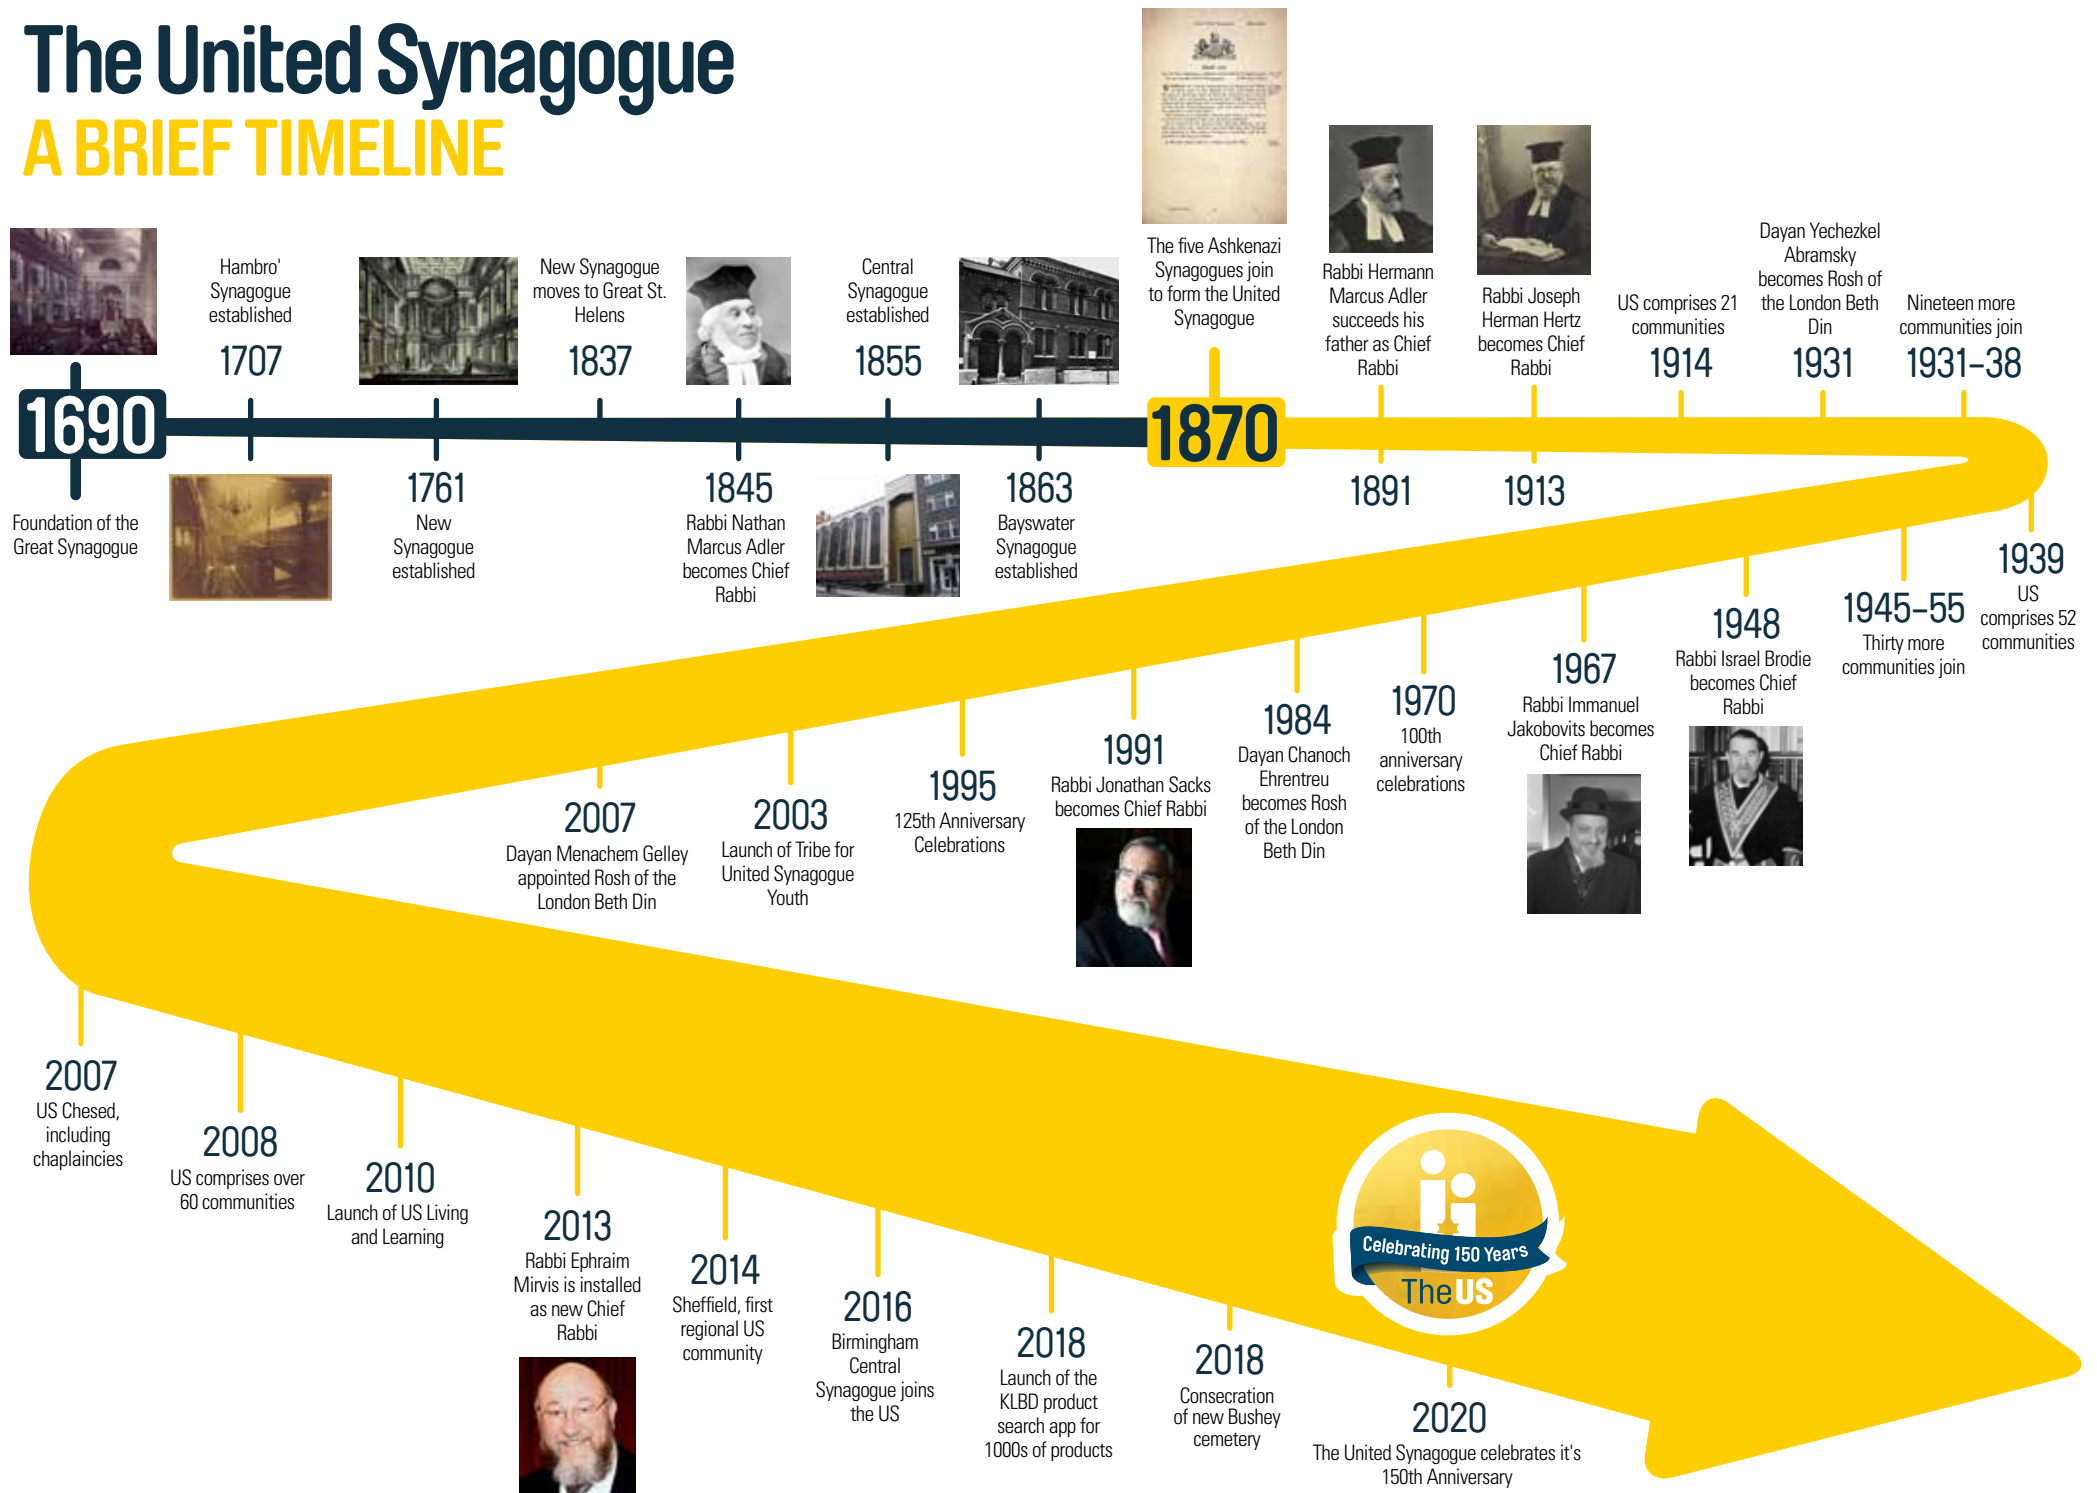 The United Synagogue
A BRIEF TIMELINE
1690
Foundation of the
Great Synagogue
Hambro'
Synagogue
established
1707
1761
New
Synagogue
established
New Synagogue
moves to Great St.
Helens
1837
1845
Rabbi Nathan
Marcus Adler
becomes Chief
Rabbi
Central
Synagogue
established
1855
1863
Bayswater
Synagogue
established
The five Ashkenazi
Synagogues join
to form the United
Synagogue
1870
Rabbi Hermann
Marcus Adler
succeeds his
father as Chief
Rabbi
1891
Rabbi Joseph
Herman Hertz
becomes Chief
Rabbi
1913
US comprises 21
communities
1914
Dayan Yechezkel
Abramsky
becomes Rosh of
the London Beth
Din
1931
Nineteen more
communities join
1931-38
1939
US
comprises 52
communities
1945-55
Thirty more
communities join
1948
Rabbi Israel Brodie
becomes Chief
Rabbi
1967
Rabbi Immanuel
Jakobovits becomes
Chief Rabbi
1970
100th
anniversary
celebrations
1984
Dayan Chanoch
Ehrentreu
becomes Rosh
of the London
Beth Din
1991
Rabbi Jonathan Sacks
becomes Chief Rabbi
1995
125th Anniversary
Celebrations
2003
Launch of Tribe for
United Synagogue
Youth
2007
Dayan Menachem Gelley
appointed Rosh of the
London Beth Din
2007
US Chesed,
including
chaplaincies
2008
US comprises over
60 communities
2010
Launch of US Living
and Learning
2013
Rabbi Ephraim
Mirvis is installed
as new Chief
Rabbi
2014
Sheffield, first
regional US
community
2016
Birmingham
Central
Synagogue joins
the US
2018
Launch of the
KLBD product
search app for
1000s of products
2018
Consecration
of new Bushey
cemetery
Celebrating 150 Years
The US
2020
The United Synagogue celebrates it's
150th Anniversary